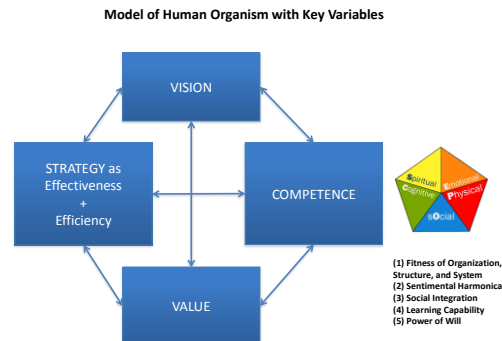 Model of Human Organism with Key Variables
VISION
STRATEGY as
Effectiveness
+
Efficiency
COMPETENCE
VALUE
Spiritual
Emotional
Cognitive
Physical
sOcial
(1) Fitness of Organization,
Structure, and System
(2) Sentimental Harmonica
(3) Social Integration
(4) Learning Capability
(5) Power of Will